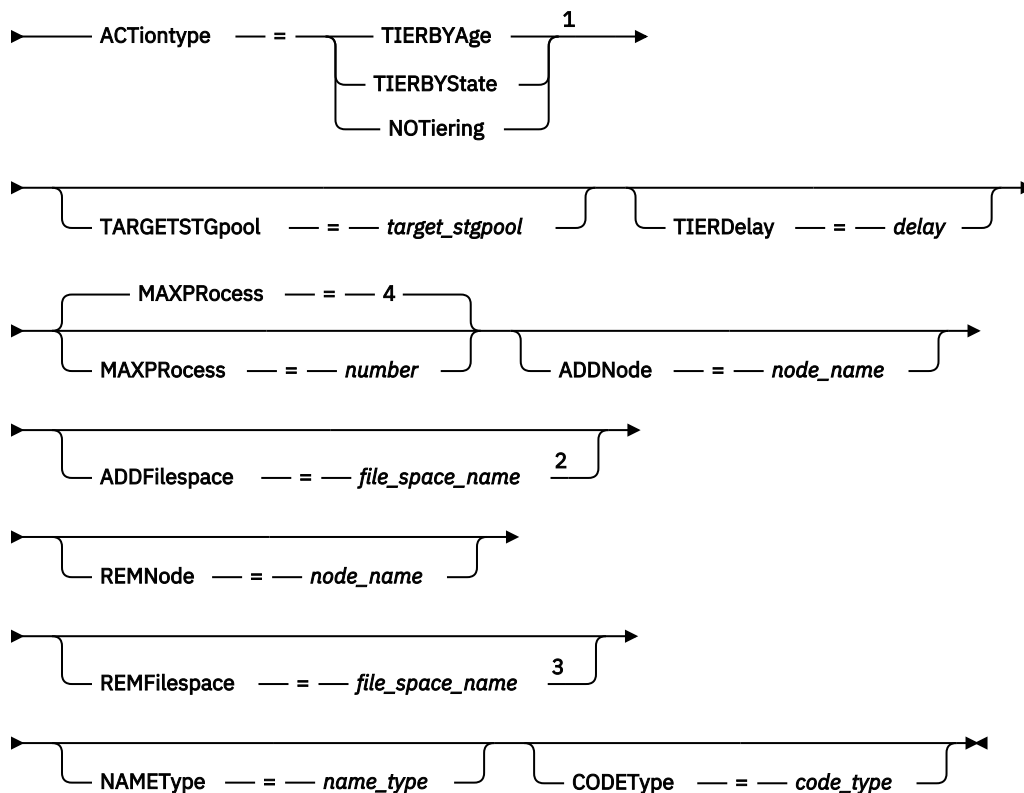 ACTiontype = TIERBYAge 1
TIERBYState
NOTiering
TARGETSTGpool = target_stgpool TIERDelay = delay
MAXPRocess = 4
MAXPRocess = number ADDNode = node_name
ADDFilespace = file_space_name 2
REMNode = node_name
REMFilespace = file_space_name 3
NAMEType = name_type CODEType = code_type